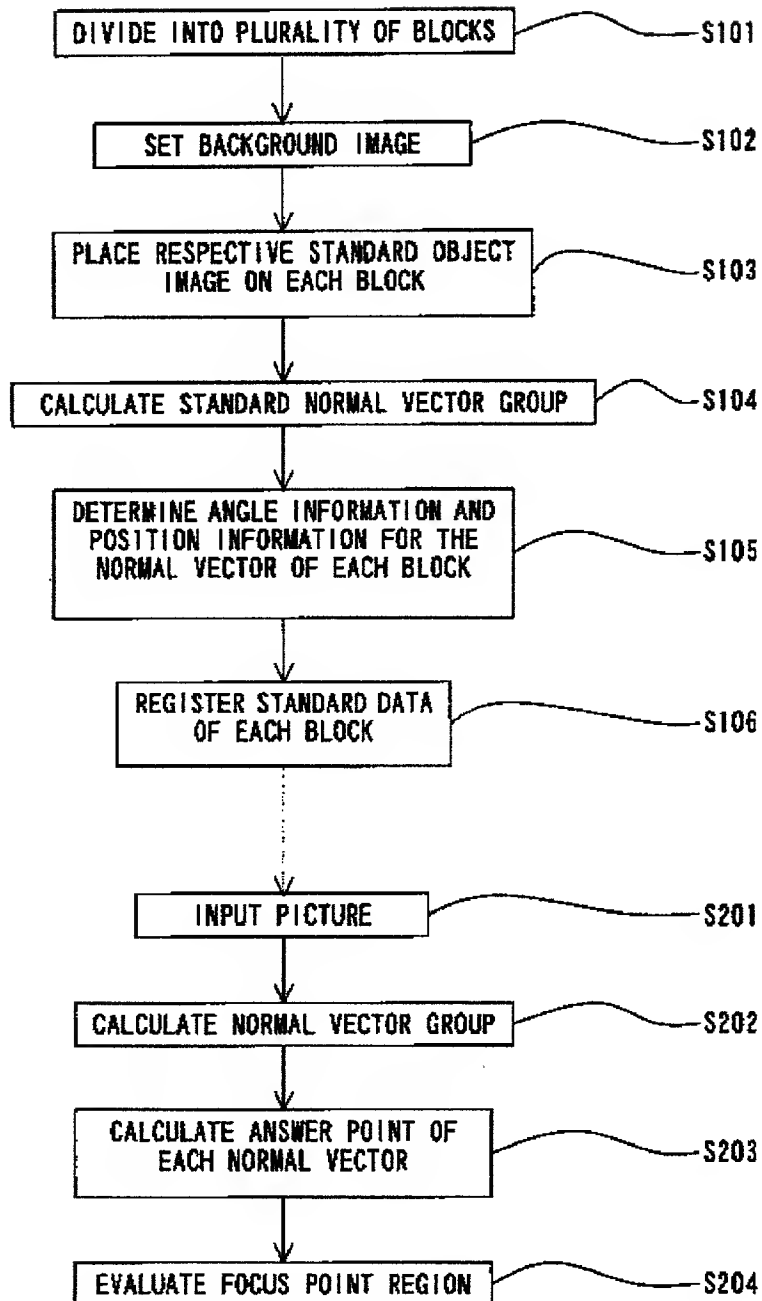 DIVIDE INTO PLURALITY OF BLOCKS
S101
SET BACKGROUND IMAGE
S102
PLACE RESPECTIVE STANDARD OBJECT
IMAGE ON EACH BLOCK
S103
CALCULATE STANDARD NORMAL VECTOR GROUP
S104
DETERMINE ANGLE INFORMATION AND
POSITION INFORMATION FOR THE
NORMAL VECTOR OF EACH BLOCK
S105
REGISTER STANDARD DATA
OF EACH BLOCK
S106
INPUT PICTURE
S201
CALCULATE NORMAL VECTOR GROUP
S202
CALCULATE ANSWER POINT OF
EACH NORMAL VECTOR
S203
EVALUATE FOCUS POINT REGION
S204